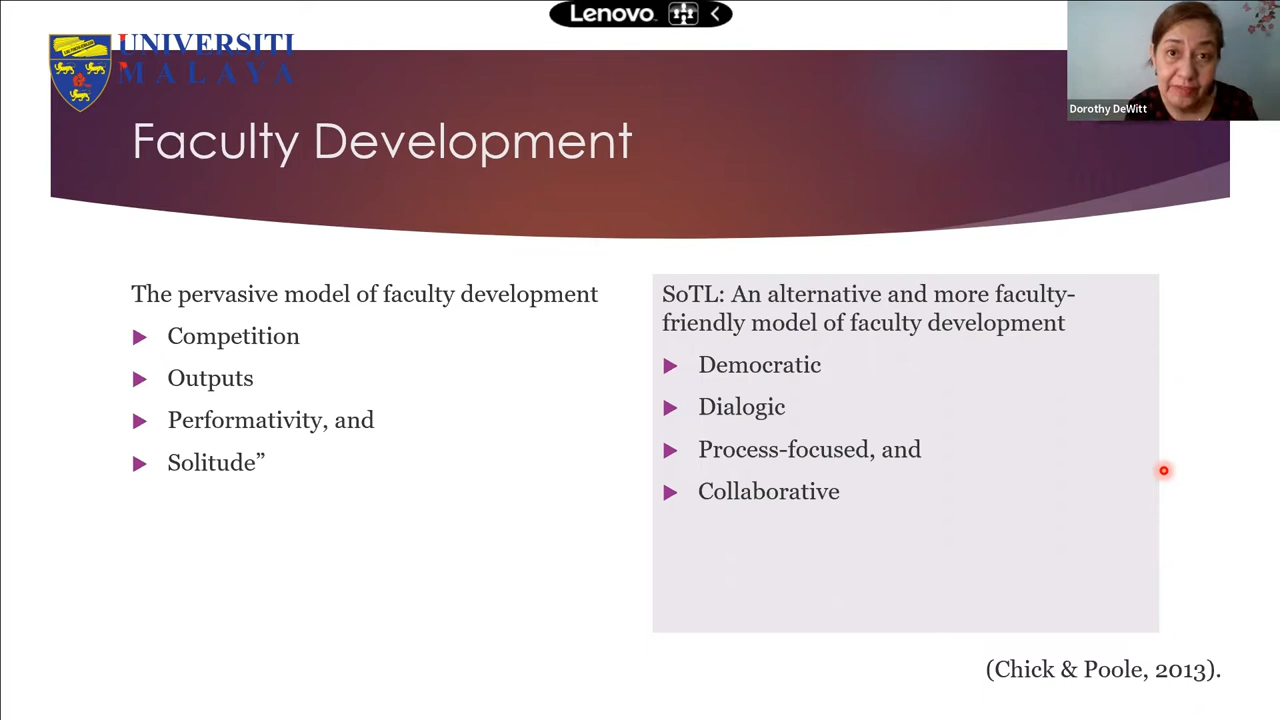 Lenovo
UNIVERSITI
MALAYA
Dorothy DeWitt
Faculty Development
The pervasive model of faculty development
Competition
Outputs
Performativity, and
Solitude”
SoTL: An alternative and more faculty-
friendly model of faculty development
Democratic
Dialogic
Process-focused, and
Collaborative
(Chick & Poole, 2013).